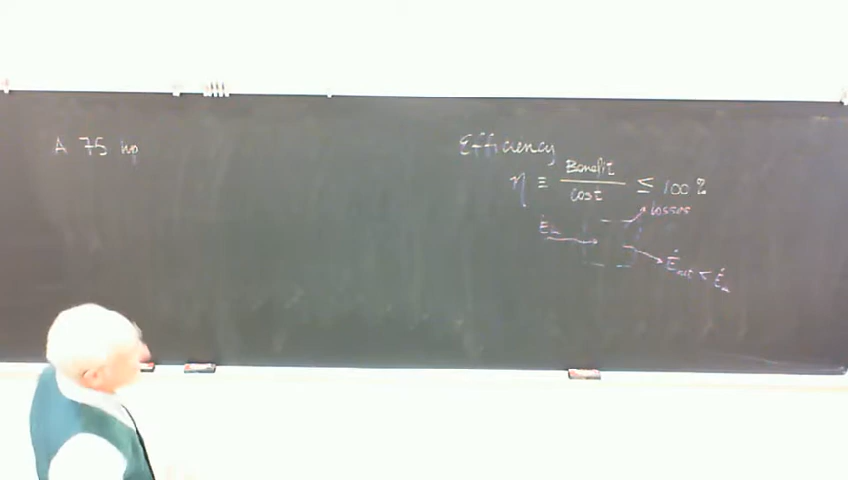 A 75 hp
Efficiency
η ≡ Benefit / cost ≤ 100 %
losses
Ė_in
Ė_out < Ė_in